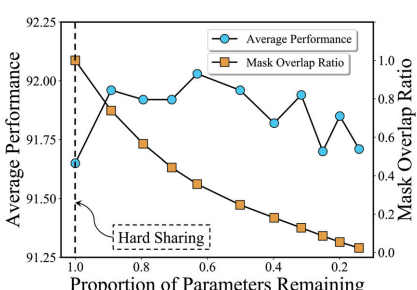 92.25
92.00
91.75
91.50
91.25
Average Performance
Average Performance
Mask Overlap Ratio
Hard Sharing
1.0
0.8
0.6
0.4
0.2
0.0
Mask Overlap Ratio
1.0 0.8 0.6 0.4 0.2
Proportion of Parameters Remaining